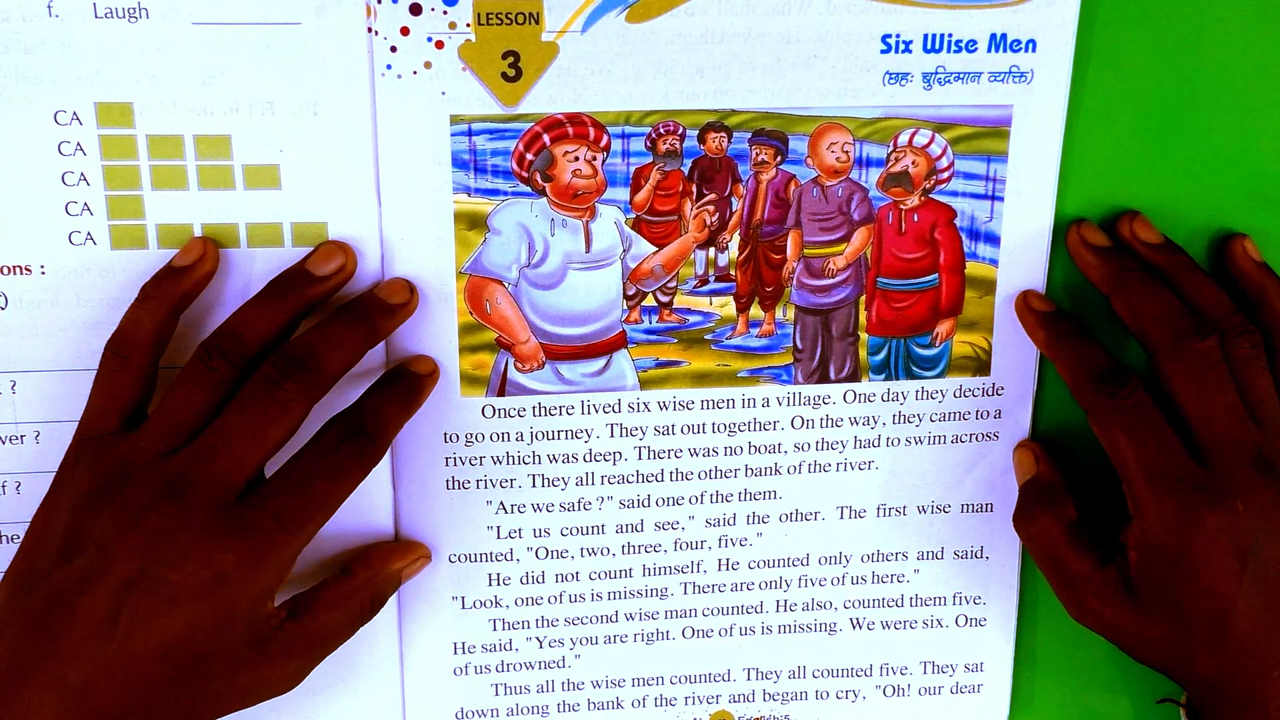 f. Laugh
CA
CA
CA
CA
CA
ons :
?
ver ?
f ?
he
LESSON
3
Six Wise Men
(छहः बुद्धिमान व्यक्ति)
Once there lived six wise men in a village. One day they decide
to go on a journey. They sat out together. On the way, they came to a
river which was deep. There was no boat, so they had to swim across
the river. They all reached the other bank of the river.
"Are we safe ?" said one of the them.
"Let us count and see," said the other. The first wise man
counted, "One, two, three, four, five."
He did not count himself, He counted only others and said,
"Look, one of us is missing. There are only five of us here."
Then the second wise man counted. He also, counted them five.
He said, "Yes you are right. One of us is missing. We were six. One
of us drowned."
Thus all the wise men counted. They all counted five. They sat
down along the bank of the river and began to cry, "Oh! our dear